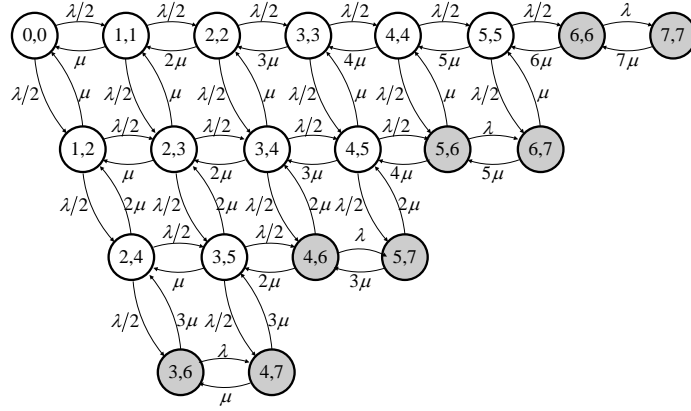 λ/2 λ/2 λ/2 λ/2 λ/2 λ/2 λ
0,0 1,1 2,2 3,3 4,4 5,5 6,6 7,7
μ 2μ 3μ 4μ 5μ 6μ 7μ
λ/2 μ λ/2 μ λ/2 μ λ/2 μ λ/2 μ λ/2 μ
λ/2 λ/2 λ/2 λ/2 λ
1,2 2,3 3,4 4,5 5,6 6,7
μ 2μ 3μ 4μ 5μ
λ/2 2μ λ/2 2μ λ/2 2μ λ/2 2μ
λ/2 λ/2 λ
2,4 3,5 4,6 5,7
μ 2μ 3μ
λ/2 3μ λ/2 3μ
λ
3,6 4,7
μ